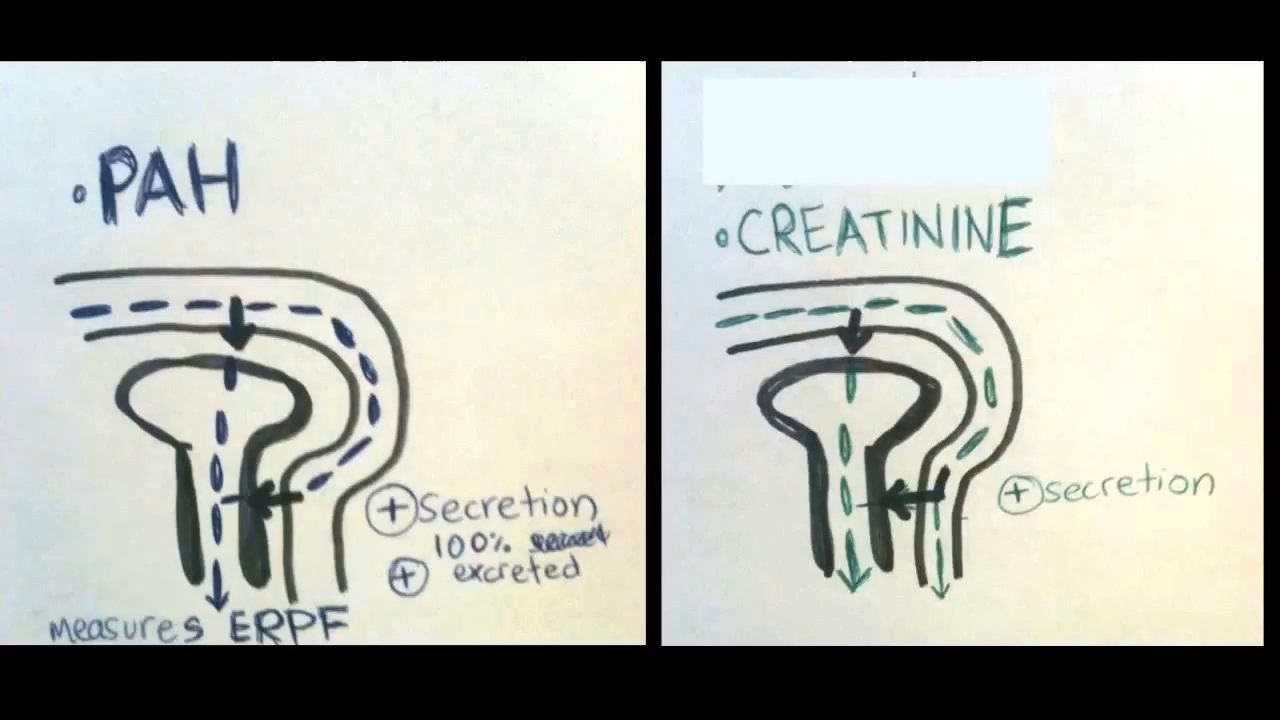 PAH
+ secretion
100%
+ excreted
measures ERPF
CREATININE
+ secretion